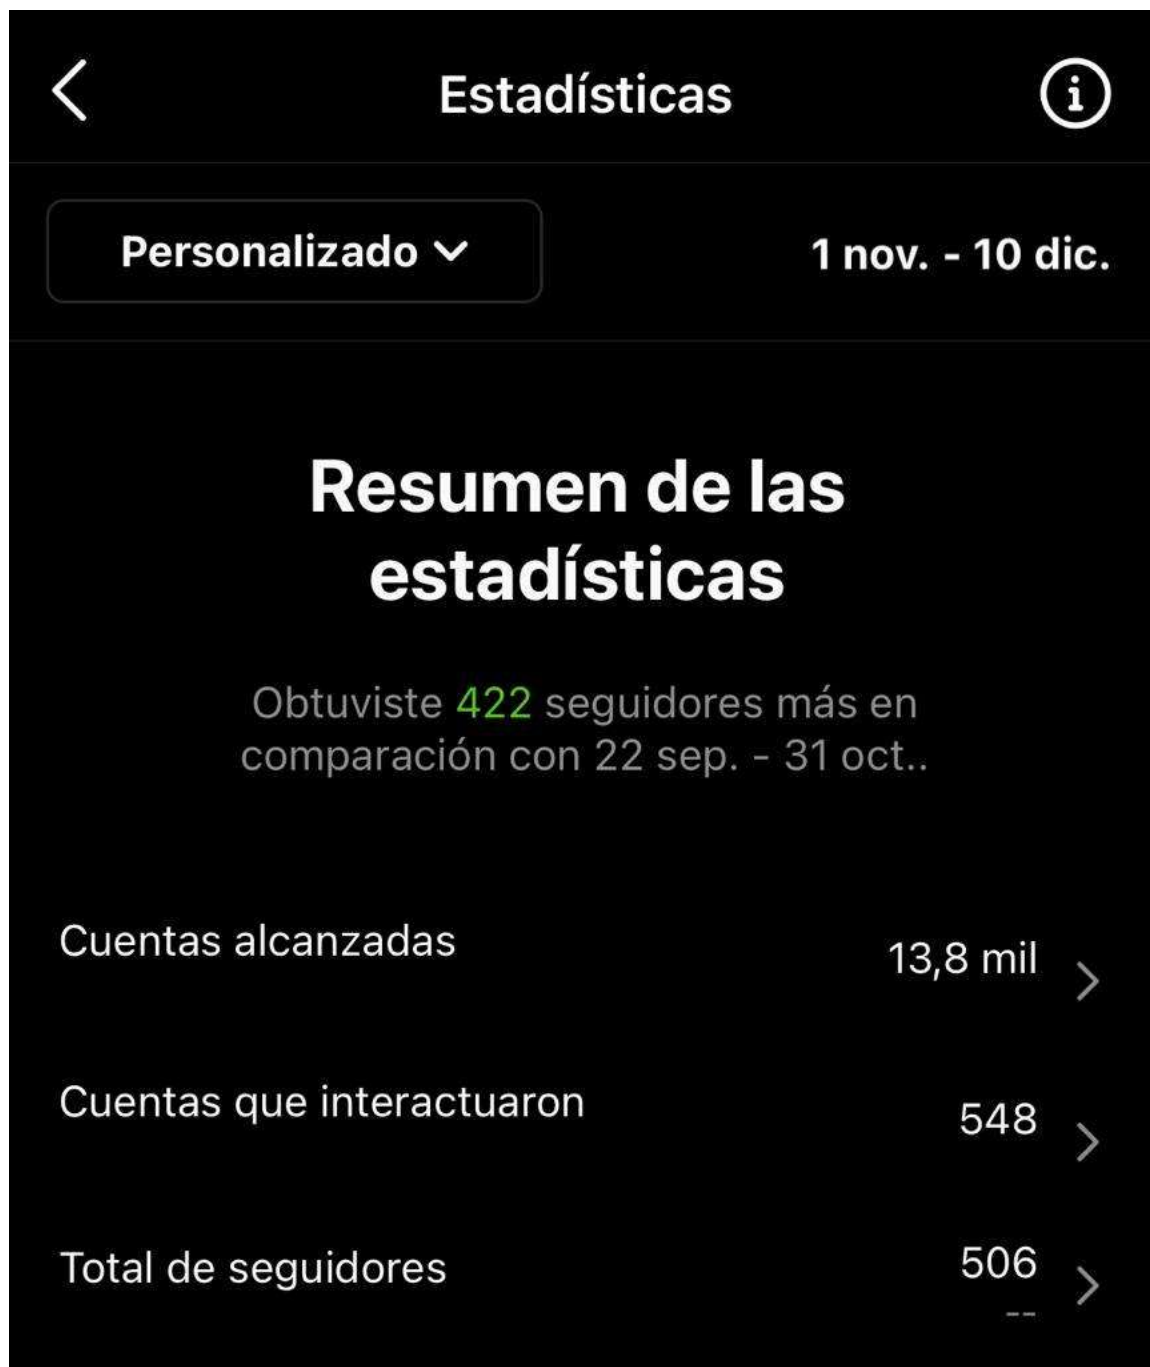 Estadísticas
Personalizado
1 nov. - 10 dic.
Resumen de las
estadísticas
Obtuviste 422 seguidores más en
comparación con 22 sep. - 31 oct..
Cuentas alcanzadas
13,8 mil
Cuentas que interactuaron
548
Total de seguidores
506
--